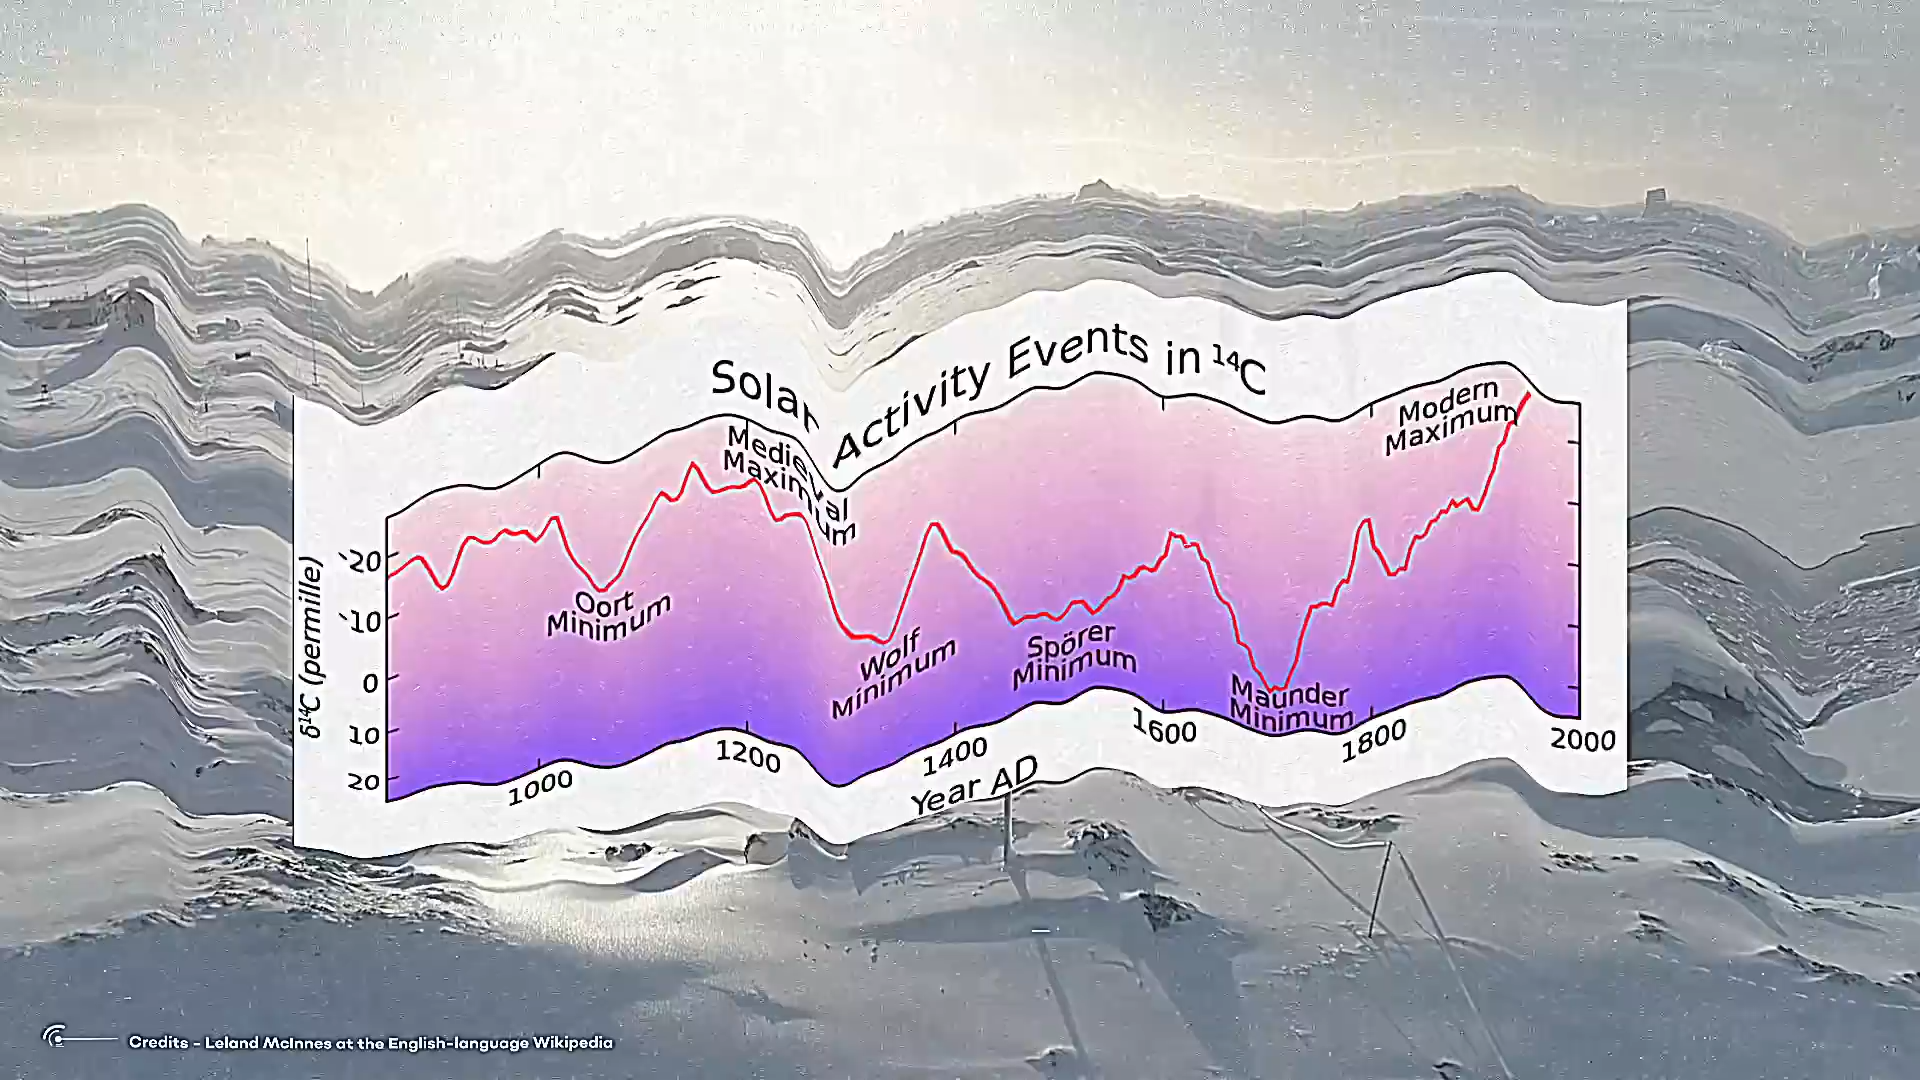 Solar Activity Events in ¹⁴C
Medieval
Maximum
Modern
Maximum
Oort
Minimum
Wolf
Minimum
Spörer
Minimum
Maunder
Minimum
δ¹⁴C (permille)
-20
-10
0
10
20
1000
1200
1400
1600
1800
2000
Year AD
Credits - Leland McInnes at the English-language Wikipedia